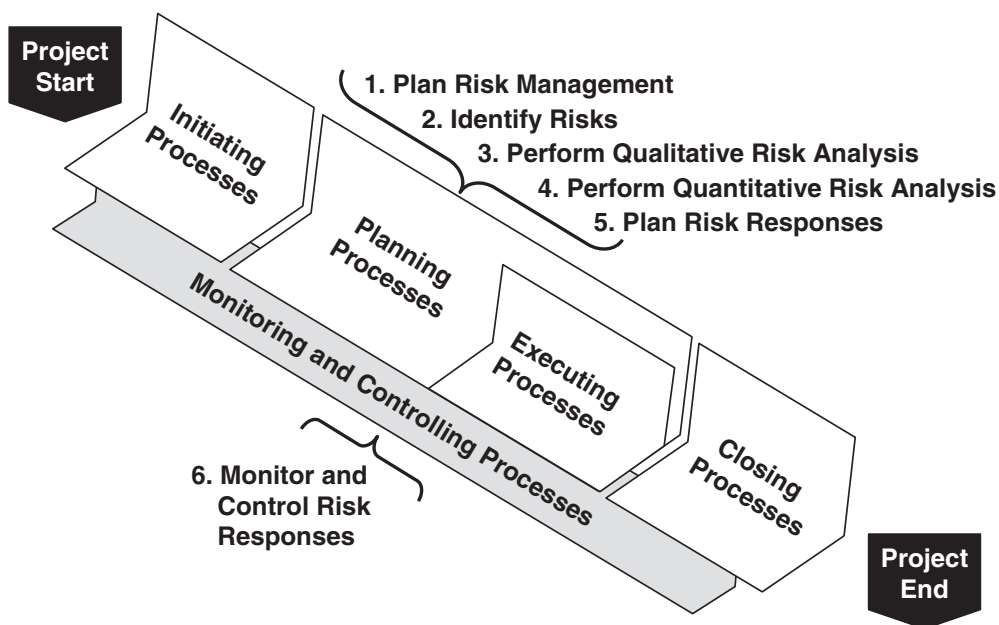 Project
Start
Initiating
Processes
1. Plan Risk Management
2. Identify Risks
3. Perform Qualitative Risk Analysis
4. Perform Quantitative Risk Analysis
5. Plan Risk Responses
Planning
Processes
Executing
Processes
Monitoring and Controlling Processes
6. Monitor and
Control Risk
Responses
Closing
Processes
Project
End